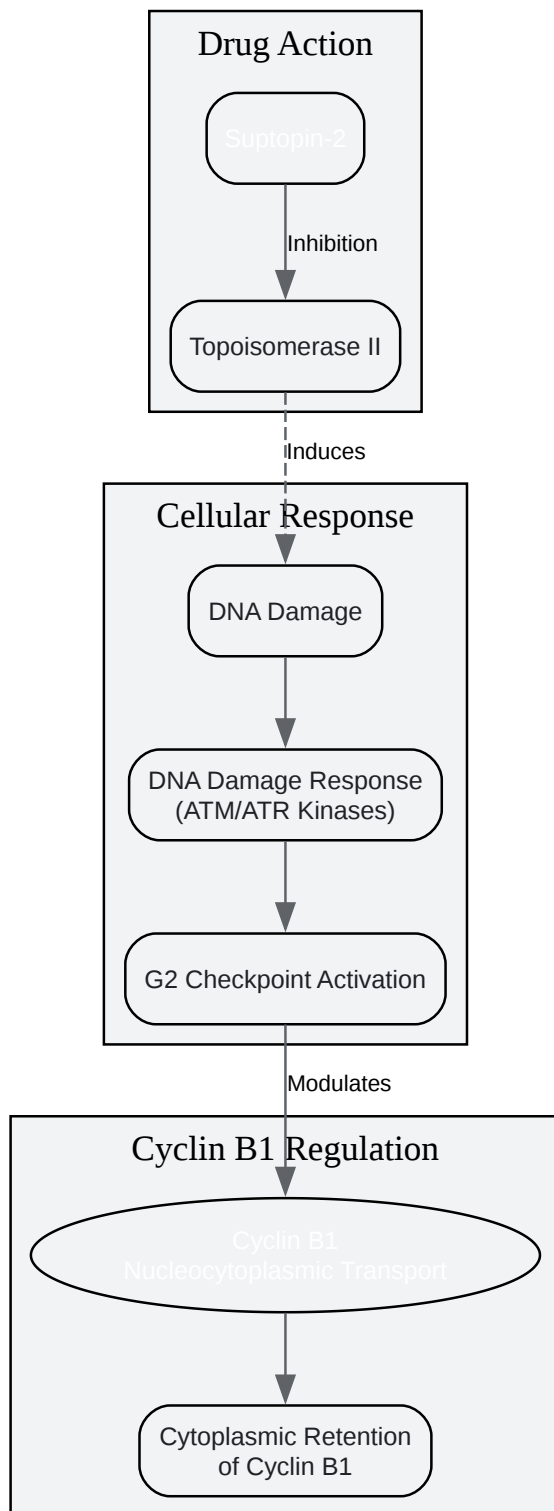 Drug Action
Suptopin-2
Inhibition
Topoisomerase II
Induces
Cellular Response
DNA Damage
DNA Damage Response
(ATM/ATR Kinases)
G2 Checkpoint Activation
Modulates
Cyclin B1 Regulation
Cyclin B1
Nucleocytoplasmic Transport
Cytoplasmic Retention
of Cyclin B1